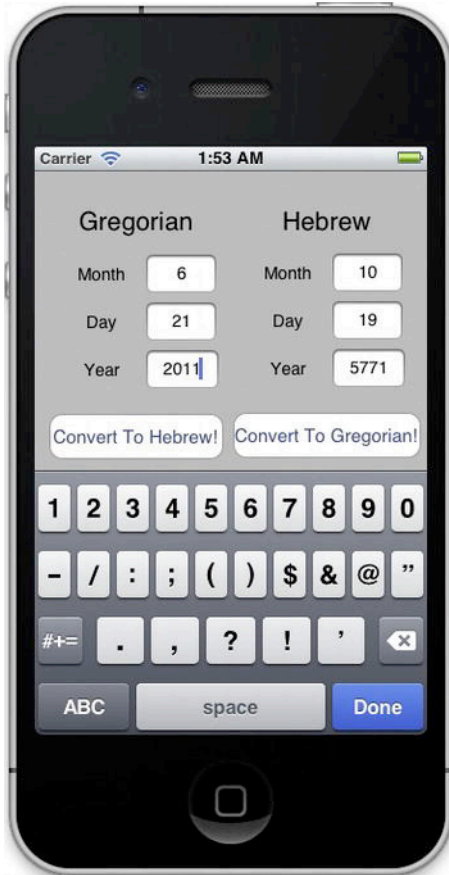 Carrier 1:53 AM
Gregorian Hebrew
Month 6 Month 10
Day 21 Day 19
Year 2011 Year 5771
Convert To Hebrew! Convert To Gregorian!
1 2 3 4 5 6 7 8 9 0
- / : ; ( ) $ & @ ”
#+= . , ? ! ’
ABC space Done